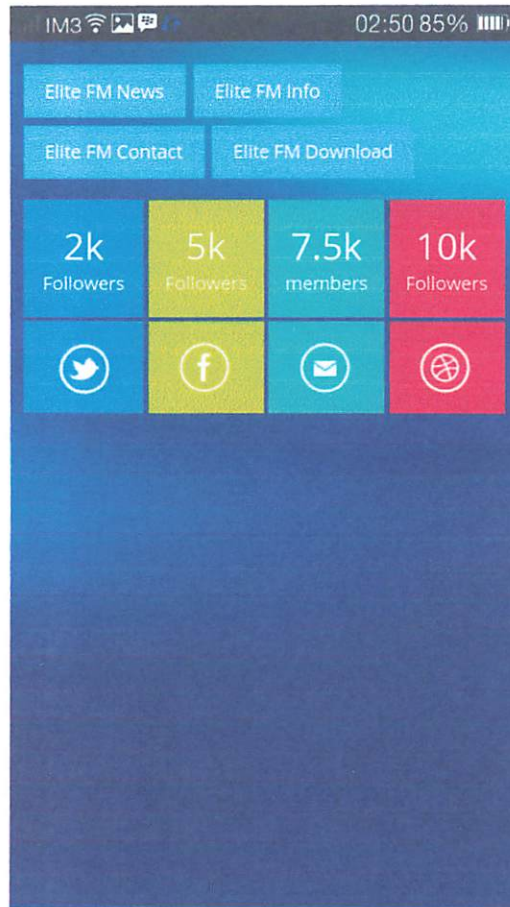 IM3 02:50 85%
Elite FM News Elite FM Info
Elite FM Contact Elite FM Download
2k 5k 7.5k 10k
Followers Followers members Followers